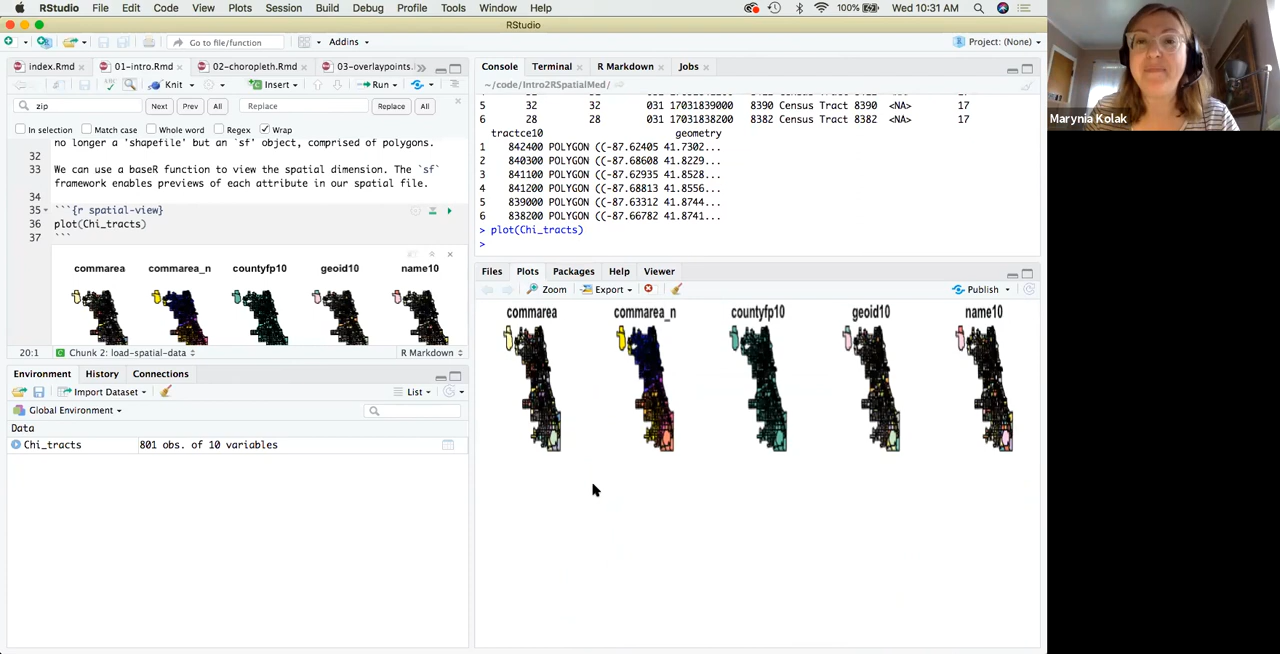 RStudio File Edit Code View Plots Session Build Debug Profile Tools Window Help 100% Wed 10:31 AM
RStudio
Go to file/function Addins Project: (None)
index.Rmd 01-intro.Rmd 02-choropleth.Rmd 03-overlaypoints.
Knit Insert Run
zip Next Prev All Replace Replace All
In selection Match case Whole word Regex Wrap
no longer a 'shapefile' but an `sf` object, comprised of polygons.
32
33 We can use a baseR function to view the spatial dimension. The `sf`
framework enables previews of each attribute in our spatial file.
34
35 ```{r spatial-view}
36 plot(Chi_tracts)
37 ```
commarea commarea_n countyfp10 geoid10 name10
20:1 Chunk 2: load-spatial-data R Markdown
Environment History Connections
Import Dataset List
Global Environment
Data
Chi_tracts 801 obs. of 10 variables
Console Terminal R Markdown Jobs
~/code/Intro2RSpatialMed/
5 32 32 031 17031839000 8390 Census Tract 8390 <NA> 17
6 28 28 031 17031838200 8382 Census Tract 8382 <NA> 17
tractce10 geometry
1 842400 POLYGON ((-87.62405 41.7302...
2 840300 POLYGON ((-87.68608 41.8229...
3 841100 POLYGON ((-87.62935 41.8528...
4 841200 POLYGON ((-87.68813 41.8556...
5 839000 POLYGON ((-87.63312 41.8744...
6 838200 POLYGON ((-87.66782 41.8741...
> plot(Chi_tracts)
>
Files Plots Packages Help Viewer
Zoom Export Publish
commarea commarea_n countyfp10 geoid10 name10
Marynia Kolak